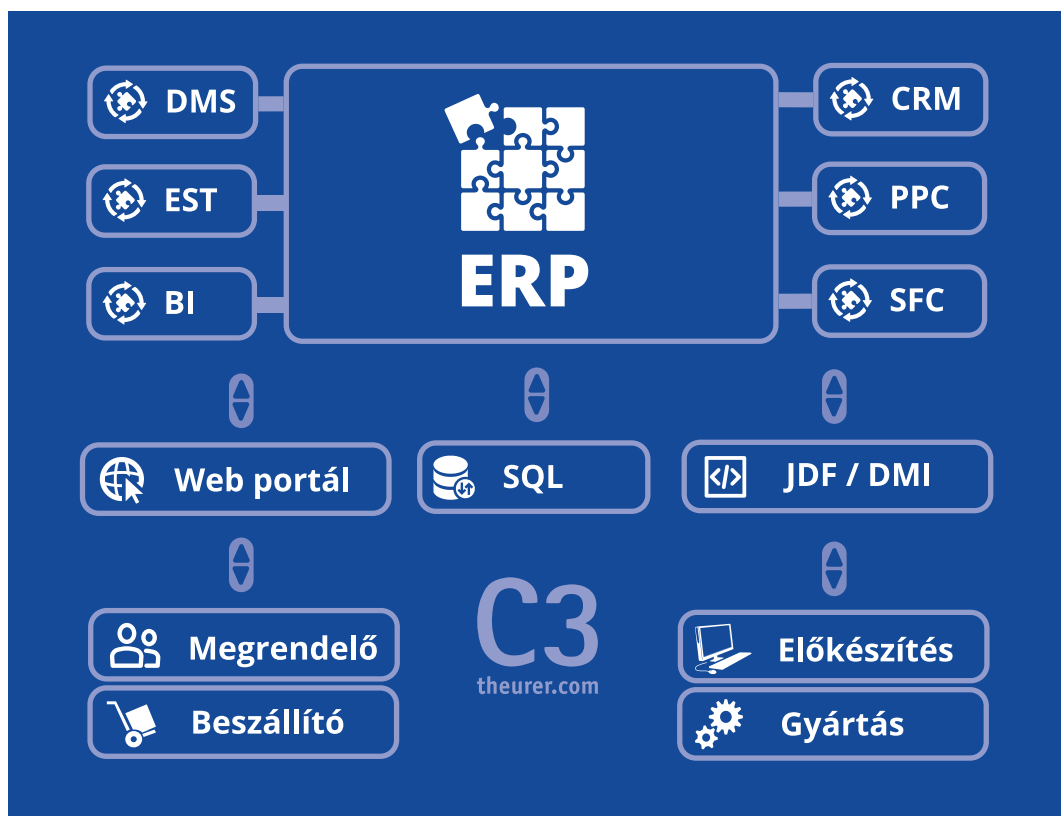 DMS
EST
BI
ERP
CRM
PPC
SFC
Web portál
SQL
</> JDF / DMI
Megrendelő
Beszállító
C3
theurer.com
Előkészítés
Gyártás